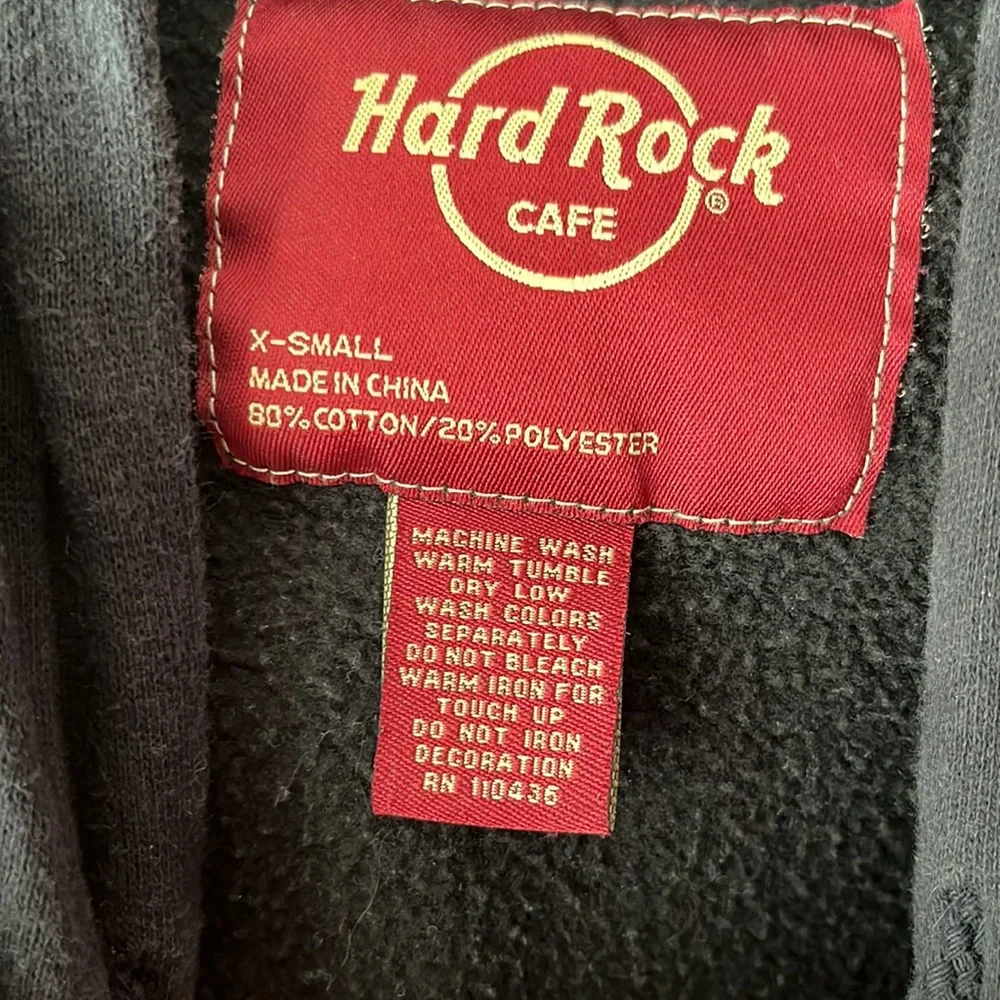 Hard Rock
®
CAFE
X-SMALL
MADE IN CHINA
80% COTTON/20% POLYESTER
MACHINE WASH
WARM TUMBLE
DRY LOW
WASH COLORS
SEPARATELY
DO NOT BLEACH
WARM IRON FOR
TOUCH UP
DO NOT IRON
DECORATION
RN 110436